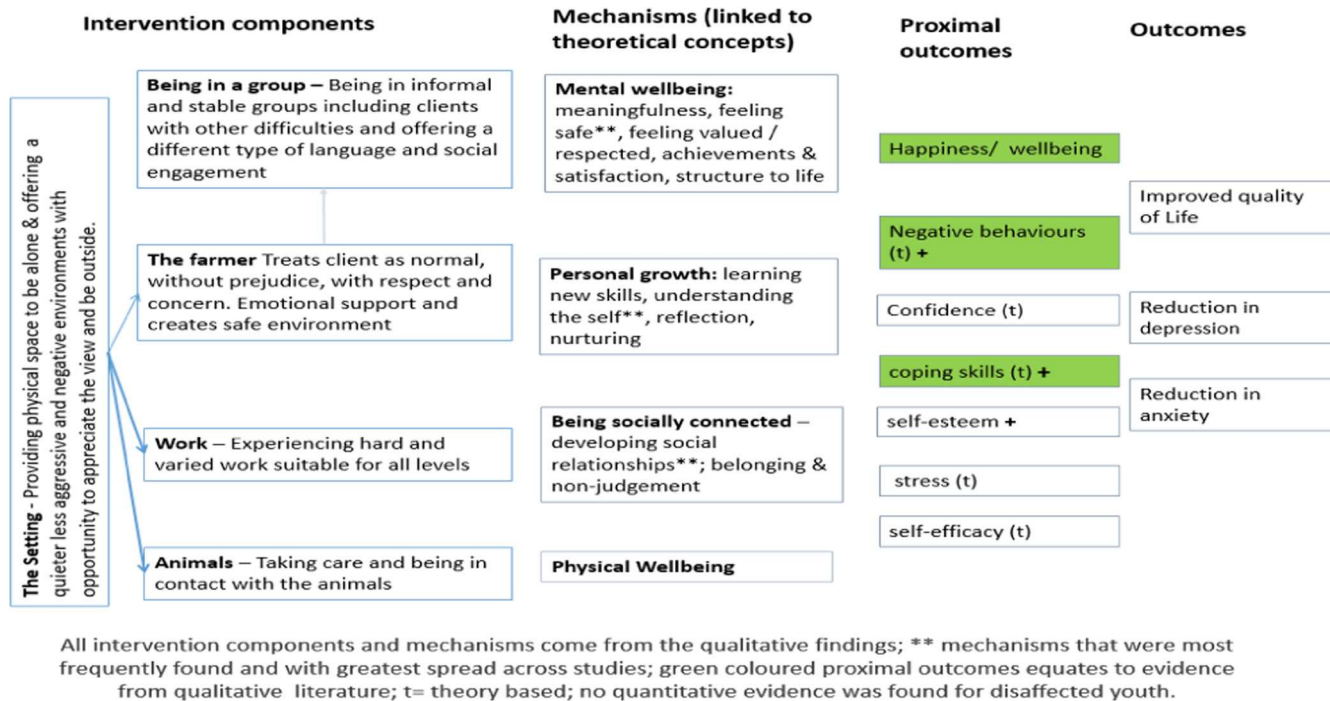 Intervention components
Mechanisms (linked to
theoretical concepts)
Proximal
outcomes
Outcomes
The Setting - Providing physical space to be alone & offering a
quieter less aggressive and negative environments with
opportunity to appreciate the view and be outside.
Being in a group – Being in informal
and stable groups including clients
with other difficulties and offering a
different type of language and social
engagement
The farmer Treats client as normal,
without prejudice, with respect and
concern. Emotional support and
creates safe environment
Work – Experiencing hard and
varied work suitable for all levels
Animals – Taking care and being in
contact with the animals
Mental wellbeing:
meaningfulness, feeling
safe**, feeling valued /
respected, achievements &
satisfaction, structure to life
Personal growth: learning
new skills, understanding
the self**, reflection,
nurturing
Being socially connected –
developing social
relationships**; belonging &
non-judgement
Physical Wellbeing
Happiness/ wellbeing
Negative behaviours
(t) +
Confidence (t)
coping skills (t) +
self-esteem +
stress (t)
self-efficacy (t)
Improved quality
of Life
Reduction in
depression
Reduction in
anxiety
All intervention components and mechanisms come from the qualitative findings; ** mechanisms that were most
frequently found and with greatest spread across studies; green coloured proximal outcomes equates to evidence
from qualitative literature; t= theory based; no quantitative evidence was found for disaffected youth.